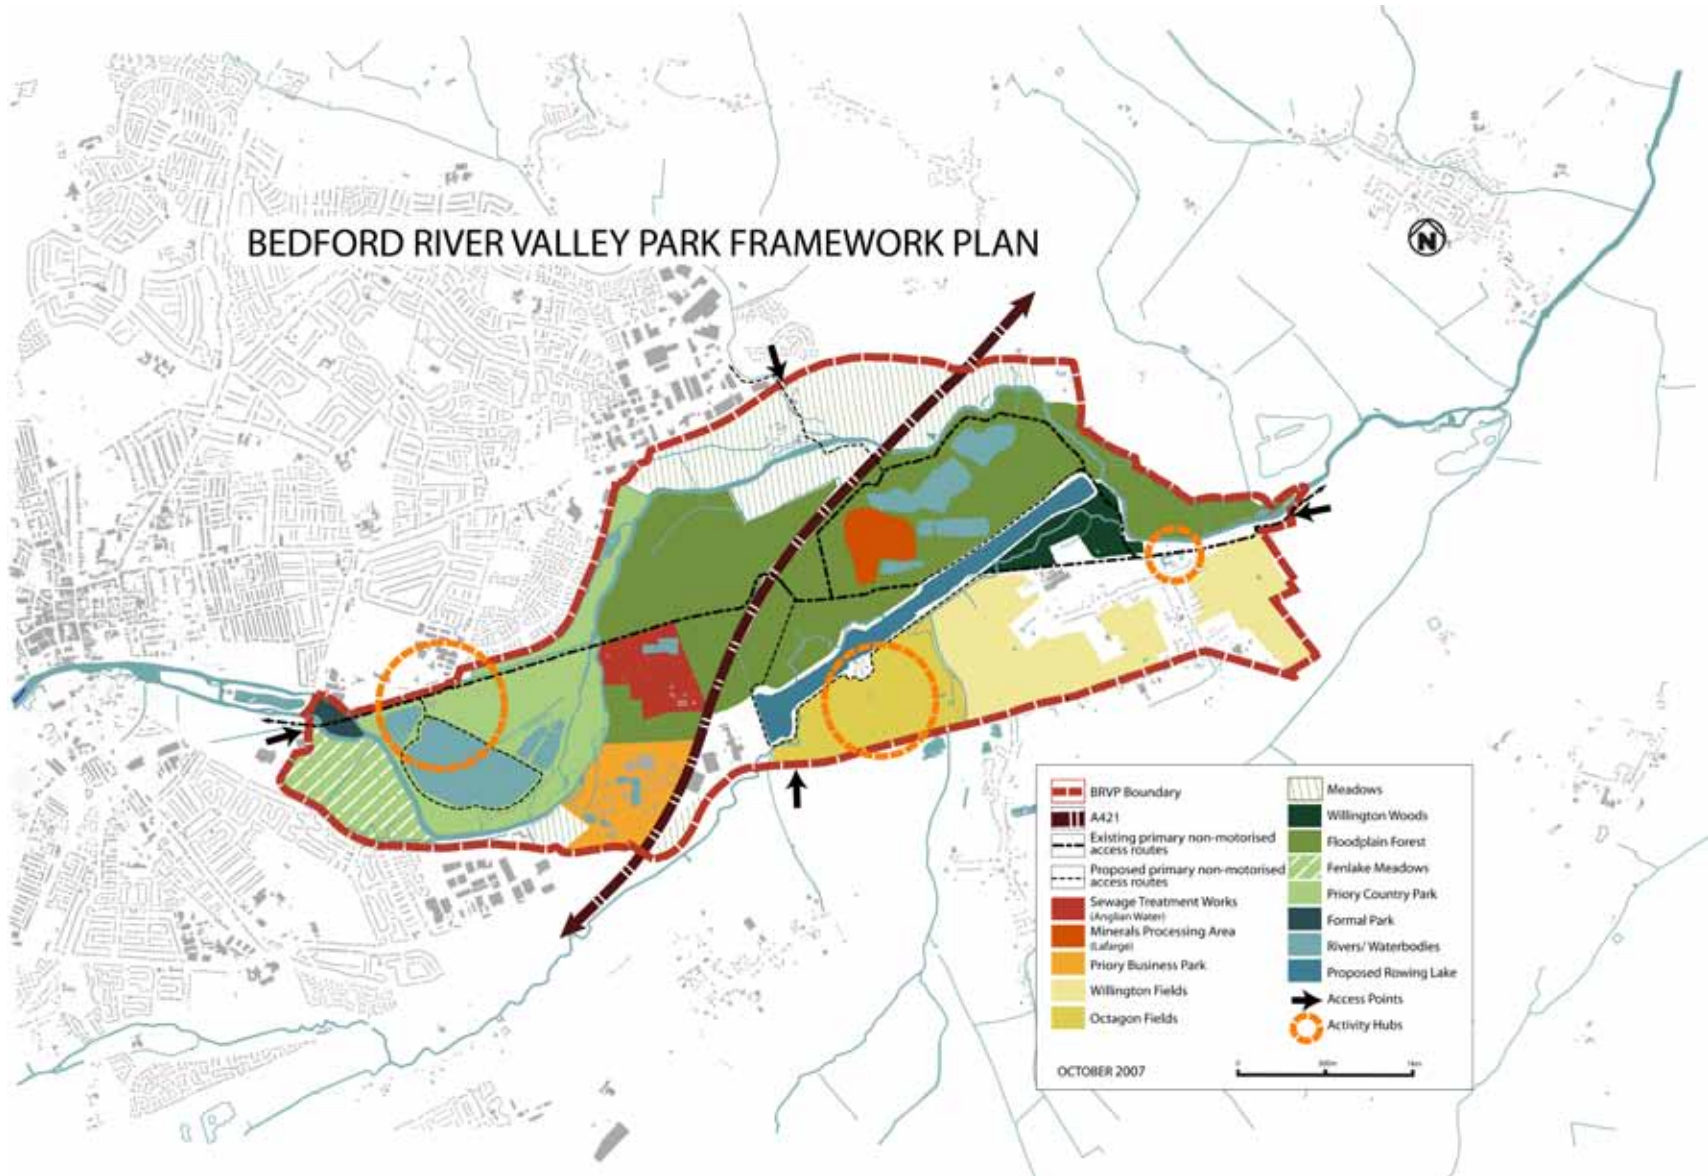 BEDFORD RIVER VALLEY PARK FRAMEWORK PLAN
N
BRVP Boundary
A421
Existing primary non-motorised
access routes
Proposed primary non-motorised
access routes
Sewage Treatment Works
(Anglian Water)
Minerals Processing Area
(Lafarge)
Priory Business Park
Willington Fields
Octagon Fields
Meadows
Willington Woods
Floodplain Forest
Fenlake Meadows
Priory Country Park
Formal Park
Rivers/ Waterbodies
Proposed Rowing Lake
Access Points
Activity Hubs
OCTOBER 2007
0 500m 1km